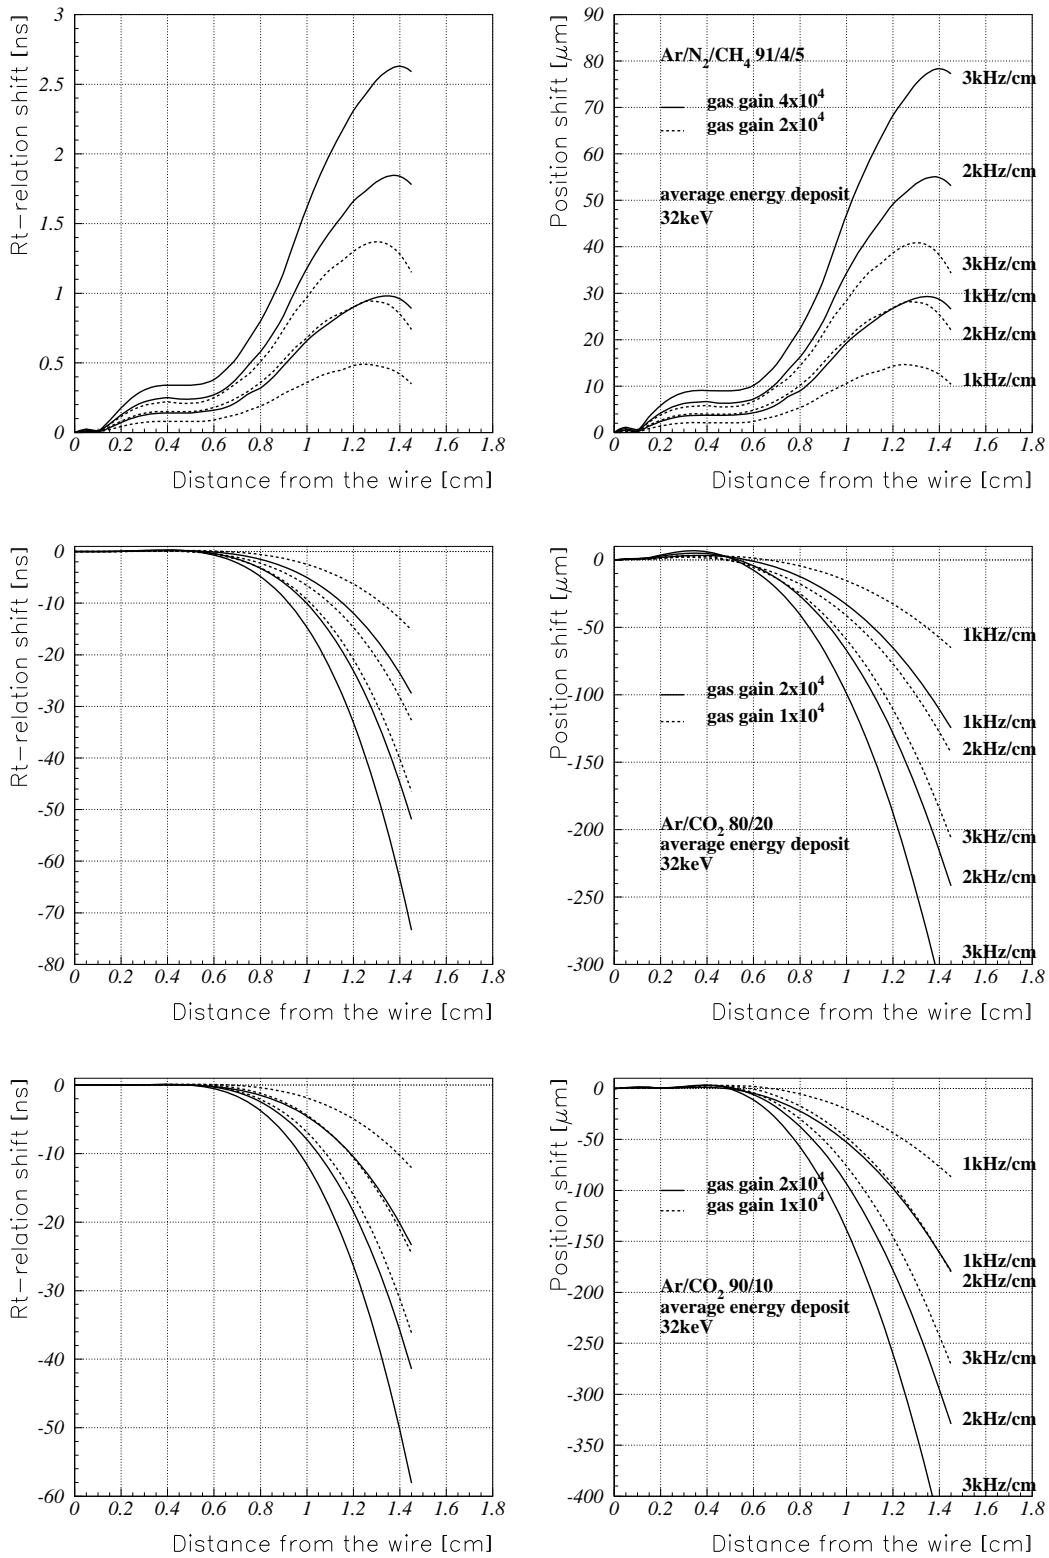 Rt-relation shift [ns]
3
2.5
2
1.5
1
0.5
0
0 0.2 0.4 0.6 0.8 1 1.2 1.4 1.6 1.8
Distance from the wire [cm]
Position shift [μm]
90
80
70
60
50
40
30
20
10
0
Ar/N2/CH4 91/4/5
gas gain 4x10^4
gas gain 2x10^4
average energy deposit
32keV
3kHz/cm
2kHz/cm
3kHz/cm
1kHz/cm
2kHz/cm
1kHz/cm
0 0.2 0.4 0.6 0.8 1 1.2 1.4 1.6 1.8
Distance from the wire [cm]
Rt-relation shift [ns]
0
-10
-20
-30
-40
-50
-60
-70
-80
0 0.2 0.4 0.6 0.8 1 1.2 1.4 1.6 1.8
Distance from the wire [cm]
Position shift [μm]
0
-50
-100
-150
-200
-250
-300
gas gain 2x10^4
gas gain 1x10^4
Ar/CO2 80/20
average energy deposit
32keV
1kHz/cm
1kHz/cm
2kHz/cm
3kHz/cm
2kHz/cm
3kHz/cm
0 0.2 0.4 0.6 0.8 1 1.2 1.4 1.6 1.8
Distance from the wire [cm]
Rt-relation shift [ns]
0
-10
-20
-30
-40
-50
-60
0 0.2 0.4 0.6 0.8 1 1.2 1.4 1.6 1.8
Distance from the wire [cm]
Position shift [μm]
0
-50
-100
-150
-200
-250
-300
-350
-400
gas gain 2x10^4
gas gain 1x10^4
Ar/CO2 90/10
average energy deposit
32keV
1kHz/cm
1kHz/cm
2kHz/cm
3kHz/cm
2kHz/cm
3kHz/cm
0 0.2 0.4 0.6 0.8 1 1.2 1.4 1.6 1.8
Distance from the wire [cm]